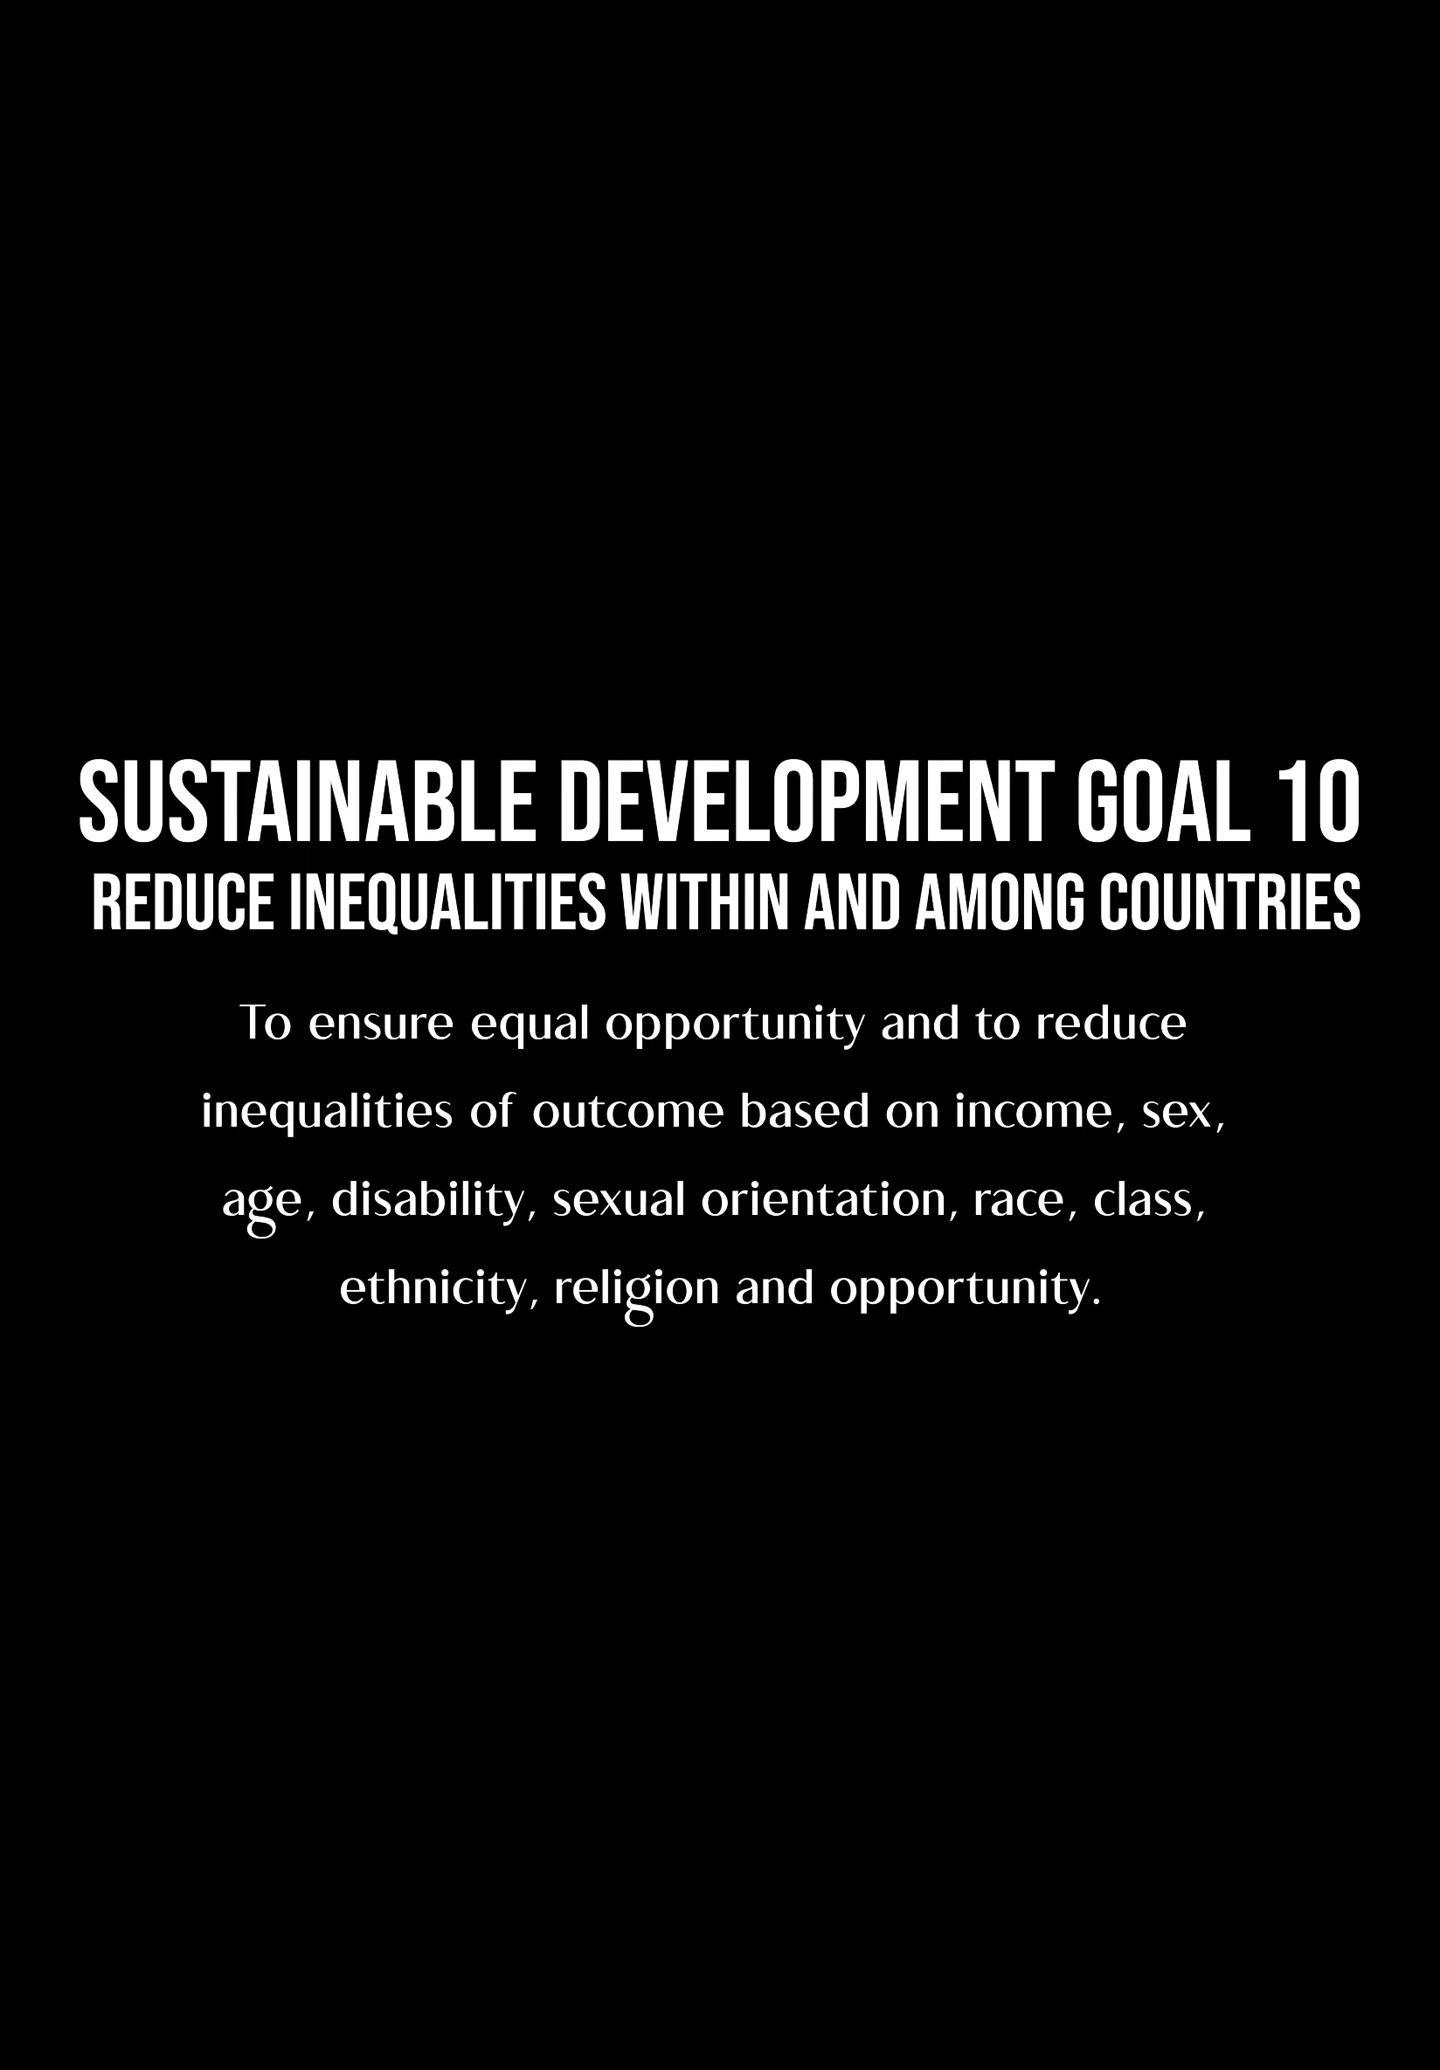 SUSTAINABLE DEVELOPMENT GOAL 10
REDUCE INEQUALITIES WITHIN AND AMONG COUNTRIES
To ensure equal opportunity and to reduce
inequalities of outcome based on income, sex,
age, disability, sexual orientation, race, class,
ethnicity, religion and opportunity.